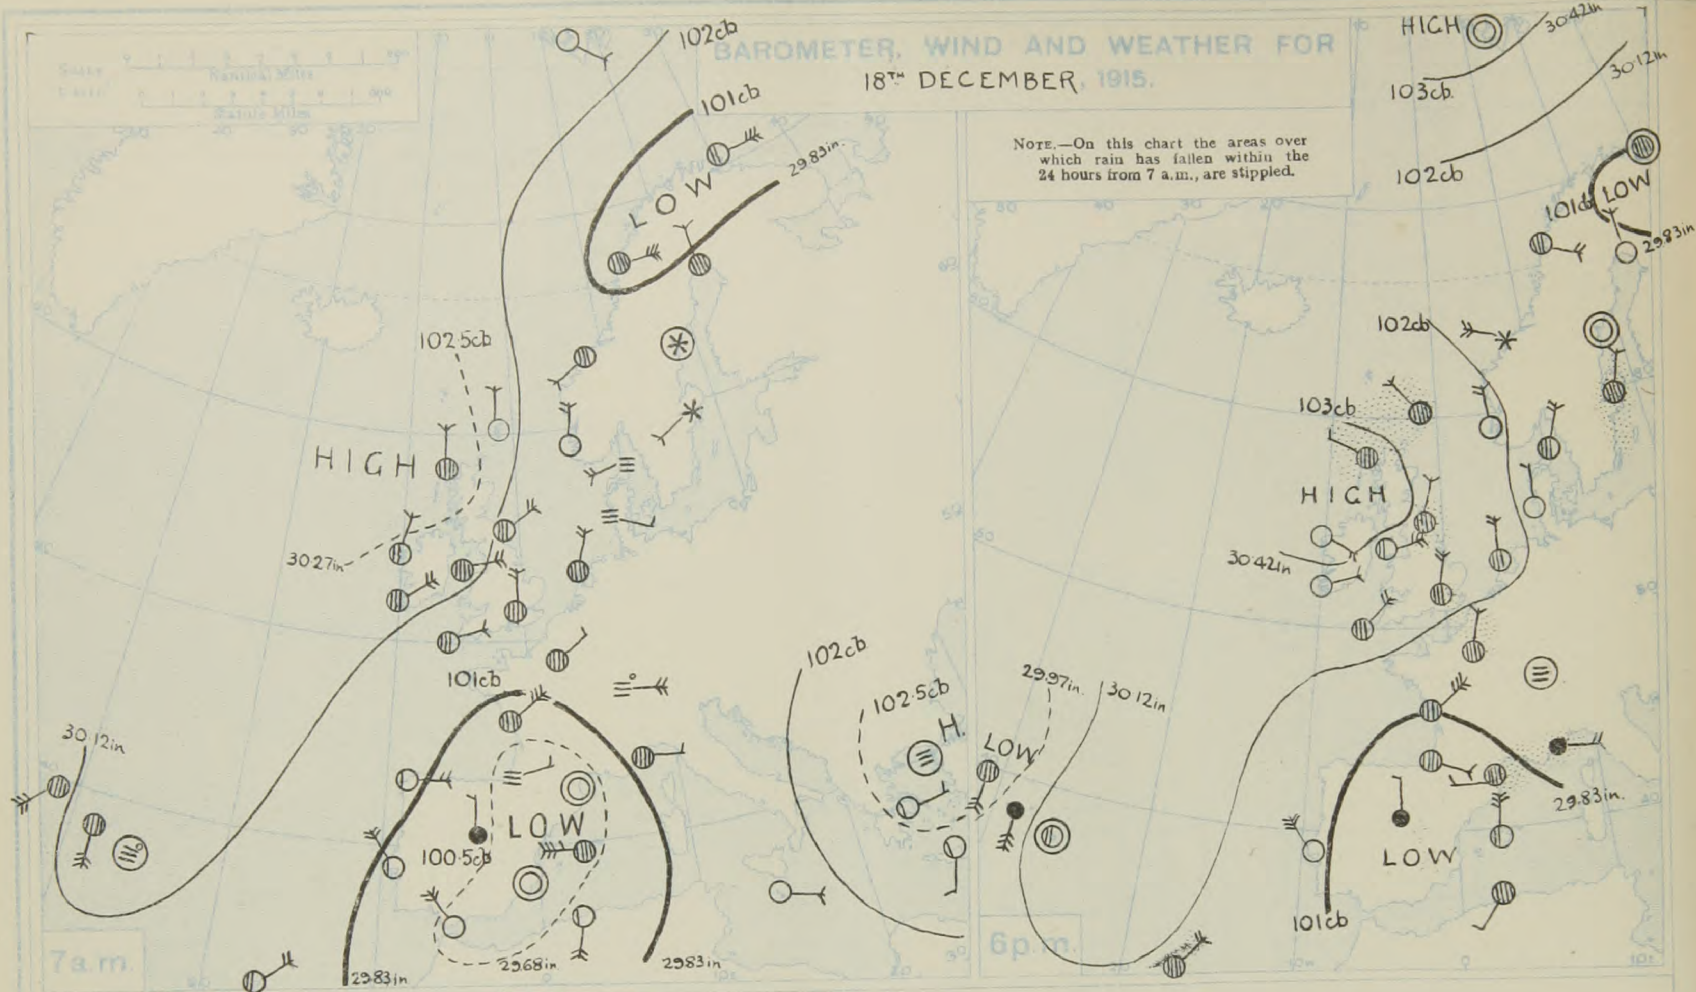 BAROMETER, WIND AND WEATHER FOR
18TH DECEMBER, 1915.
NOTE.—On this chart the areas over
which rain has fallen within the
24 hours from 7 a.m., are stippled.
Nautical Miles
Statute Miles
102cb
101cb
LOW
29.83in.
102.5cb
HIGH
30.27in
101cb
30.12in
100.5cb
LOW
29.68in
29.83in
29.83in
102cb
102.5cb
H.
7a.m.
HIGH
30.42in
103cb.
30.12in
102cb
101cb
LOW
29.83in
102cb
103cb
HIGH
30.42in
29.97in.
30.12in
LOW
29.83in.
LOW
101cb
6p.m.